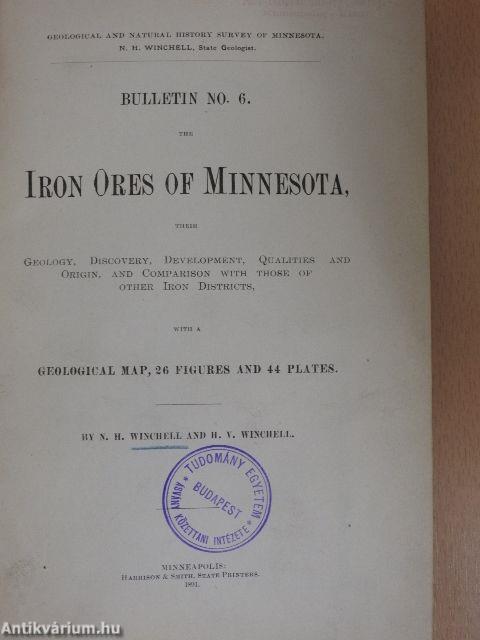 GEOLOGICAL AND NATURAL HISTORY SURVEY OF MINNESOTA.
N. H. WINCHELL, State Geologist.
BULLETIN NO. 6.
THE
IRON ORES OF MINNESOTA,
THEIR
GEOLOGY, DISCOVERY, DEVELOPMENT, QUALITIES AND
ORIGIN, AND COMPARISON WITH THOSE OF
OTHER IRON DISTRICTS,
WITH A
GEOLOGICAL MAP, 26 FIGURES AND 44 PLATES.
BY N. H. WINCHELL AND H. V. WINCHELL.
TUDOMÁNY EGYETEM
BUDAPEST
ÁSVÁNY KŐZETTANI INTÉZETE
MINNEAPOLIS:
HARRISON & SMITH, STATE PRINTERS.
1891.
Antikvárium.hu